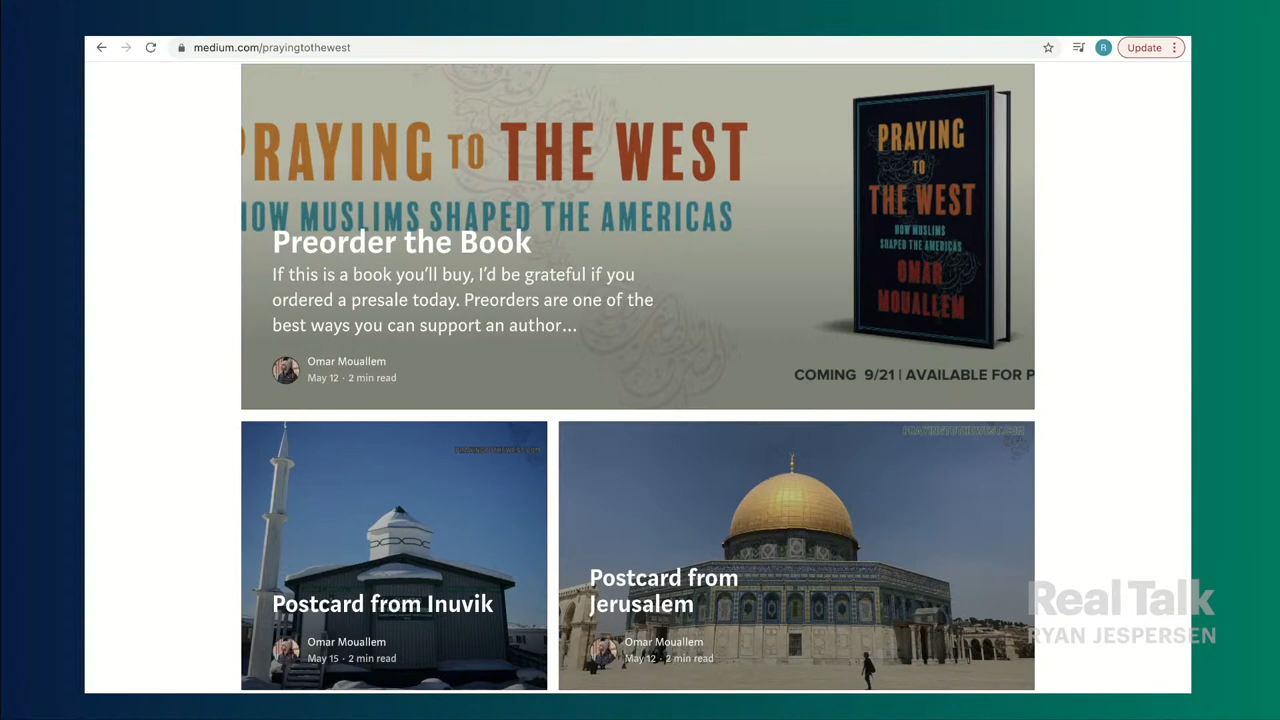 medium.com/prayingtothewest
R
Update
PRAYING TO THE WEST
HOW MUSLIMS SHAPED THE AMERICAS
Preorder the Book
If this is a book you'll buy, I'd be grateful if you
ordered a presale today. Preorders are one of the
best ways you can support an author...
Omar Mouallem
May 12 · 2 min read
PRAYING
TO
THE WEST
HOW MUSLIMS
SHAPED THE AMERICAS
OMAR
MOUALLEM
COMING 9/21 | AVAILABLE FOR P
PRAYINGTOTHEWEST.COM
Postcard from Inuvik
Omar Mouallem
May 15 · 2 min read
PRAYINGTOTHEWEST.COM
Postcard from
Jerusalem
Omar Mouallem
May 12 · 2 min read
Real Talk
RYAN JESPERSEN